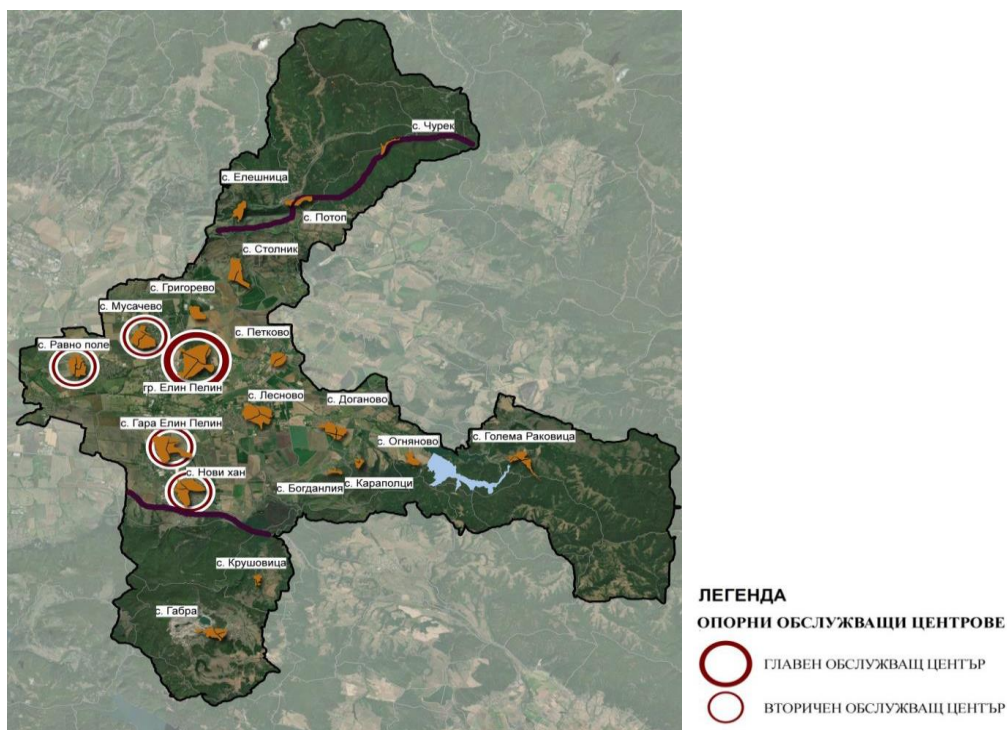 с. Чурек
с. Елешница
с. Потоп
с. Столник
с. Григорево
с. Мусачево
с. Петково
с. Равно поле
гр. Елин Пелин
с. Лесново
с. Доганово
с. Гара Елин Пелин
с. Голема Раковица
с. Огняново
с. Нови хан
с. Караполци
с. Богданлия
с. Крушовица
с. Габра
ЛЕГЕНДА
ОПОРНИ ОБСЛУЖВАЩИ ЦЕНТРОВЕ
ГЛАВЕН ОБСЛУЖВАЩ ЦЕНТЪР
ВТОРИЧЕН ОБСЛУЖВАЩ ЦЕНТЪР